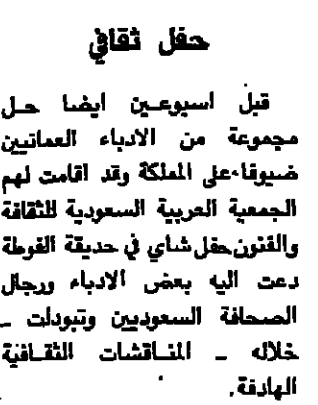 حفل ثقافي
قبل اسبوعين ايضا حل
مجموعة من الادباء العمانيين
ضيوفا على المملكة وقد اقامت لهم
الجمعية العربية السعودية للثقافة
والفنون حفل شاي في حديقة الفوطة
دعت اليه بعض الادباء ورجال
الصحافة السعوديين وتبودلت ـ
خلاله ـ المناقشات الثقافية
الهادفة.